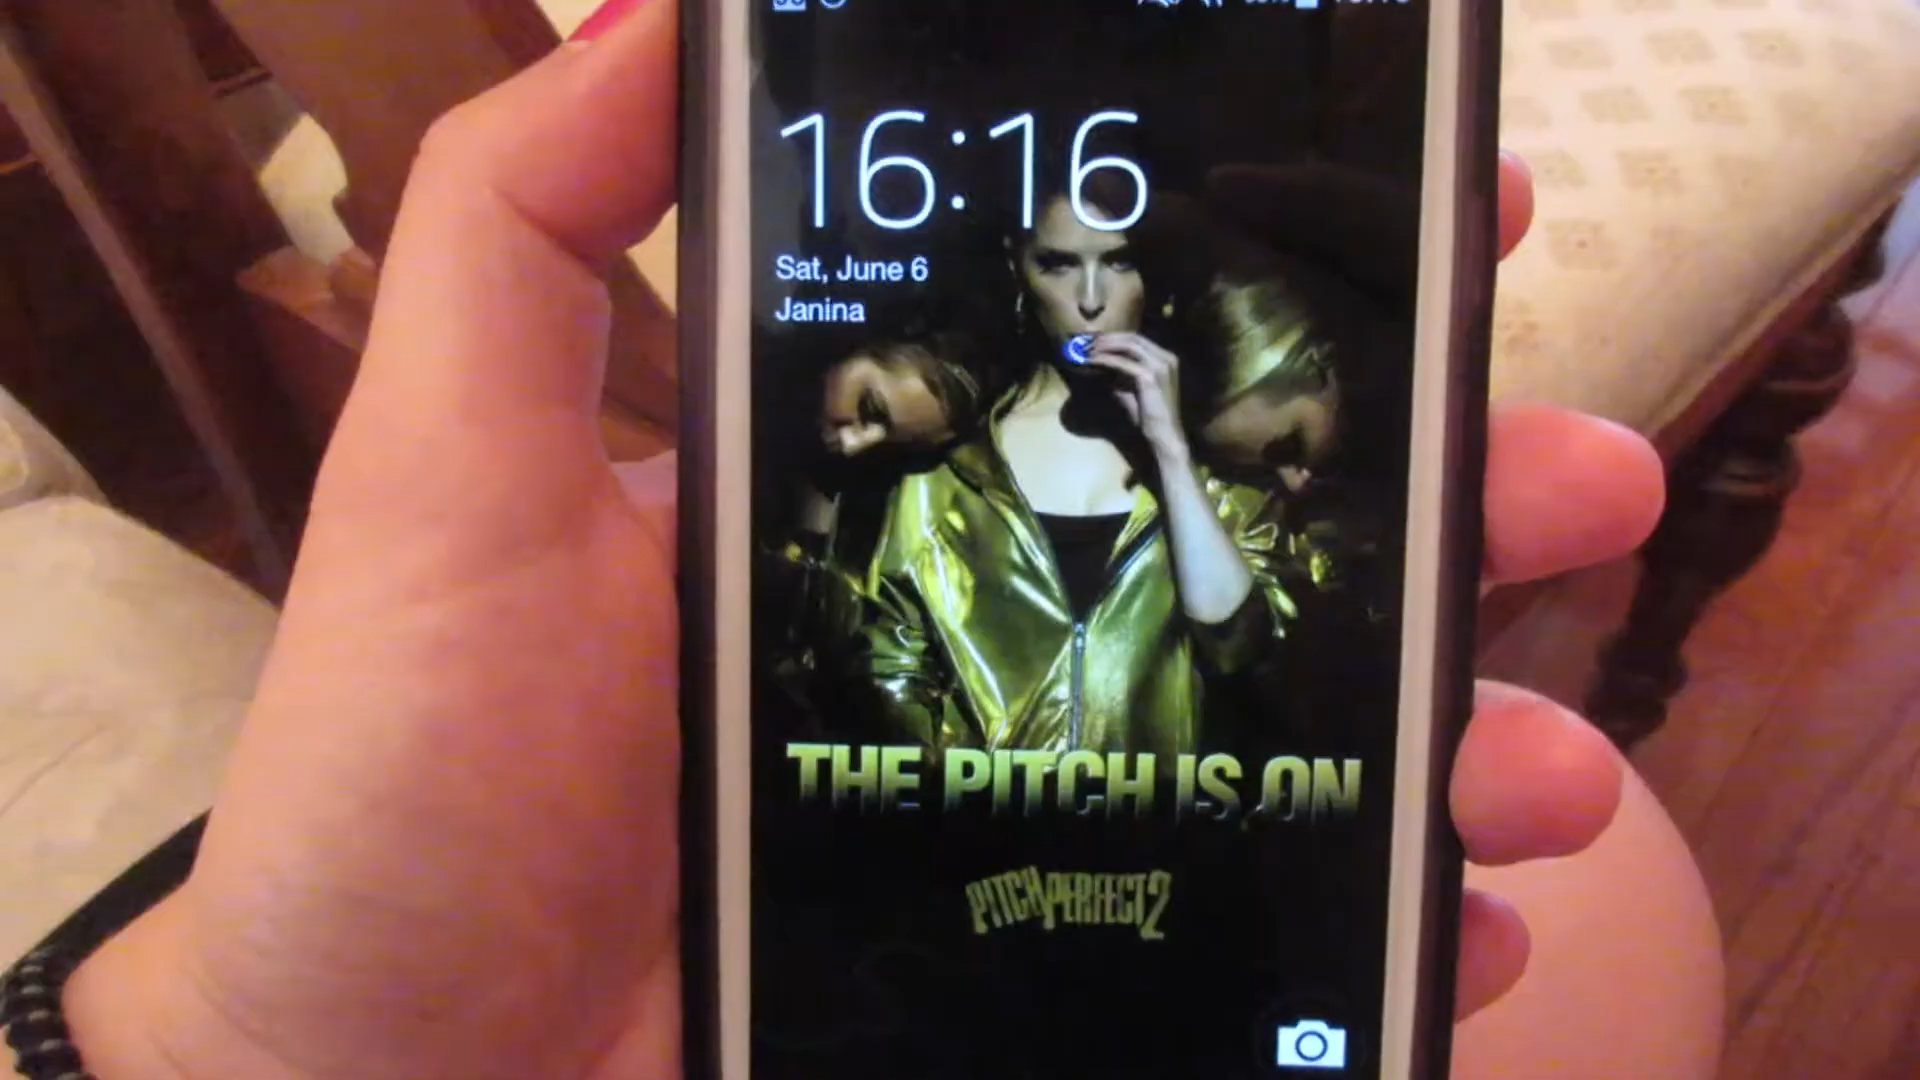 16:16
Sat, June 6
Janina
THE PITCH IS ON
PITCH PERFECT 2